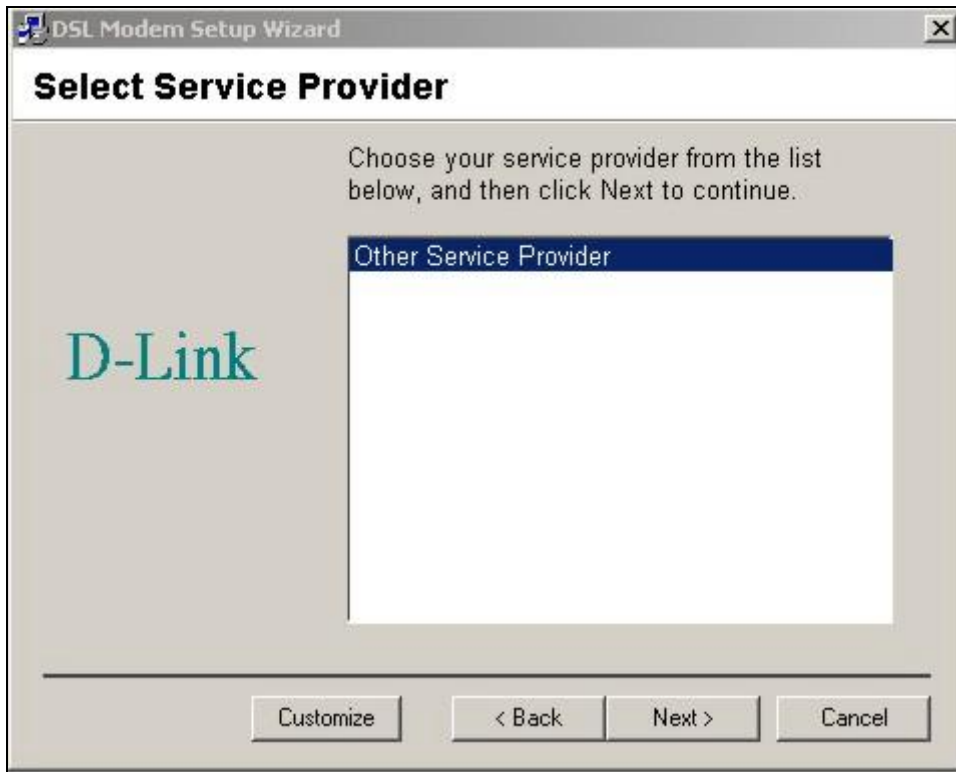 DSL Modem Setup Wizard
Select Service Provider
Choose your service provider from the list
below, and then click Next to continue.
Other Service Provider
D-Link
Customize
< Back
Next >
Cancel